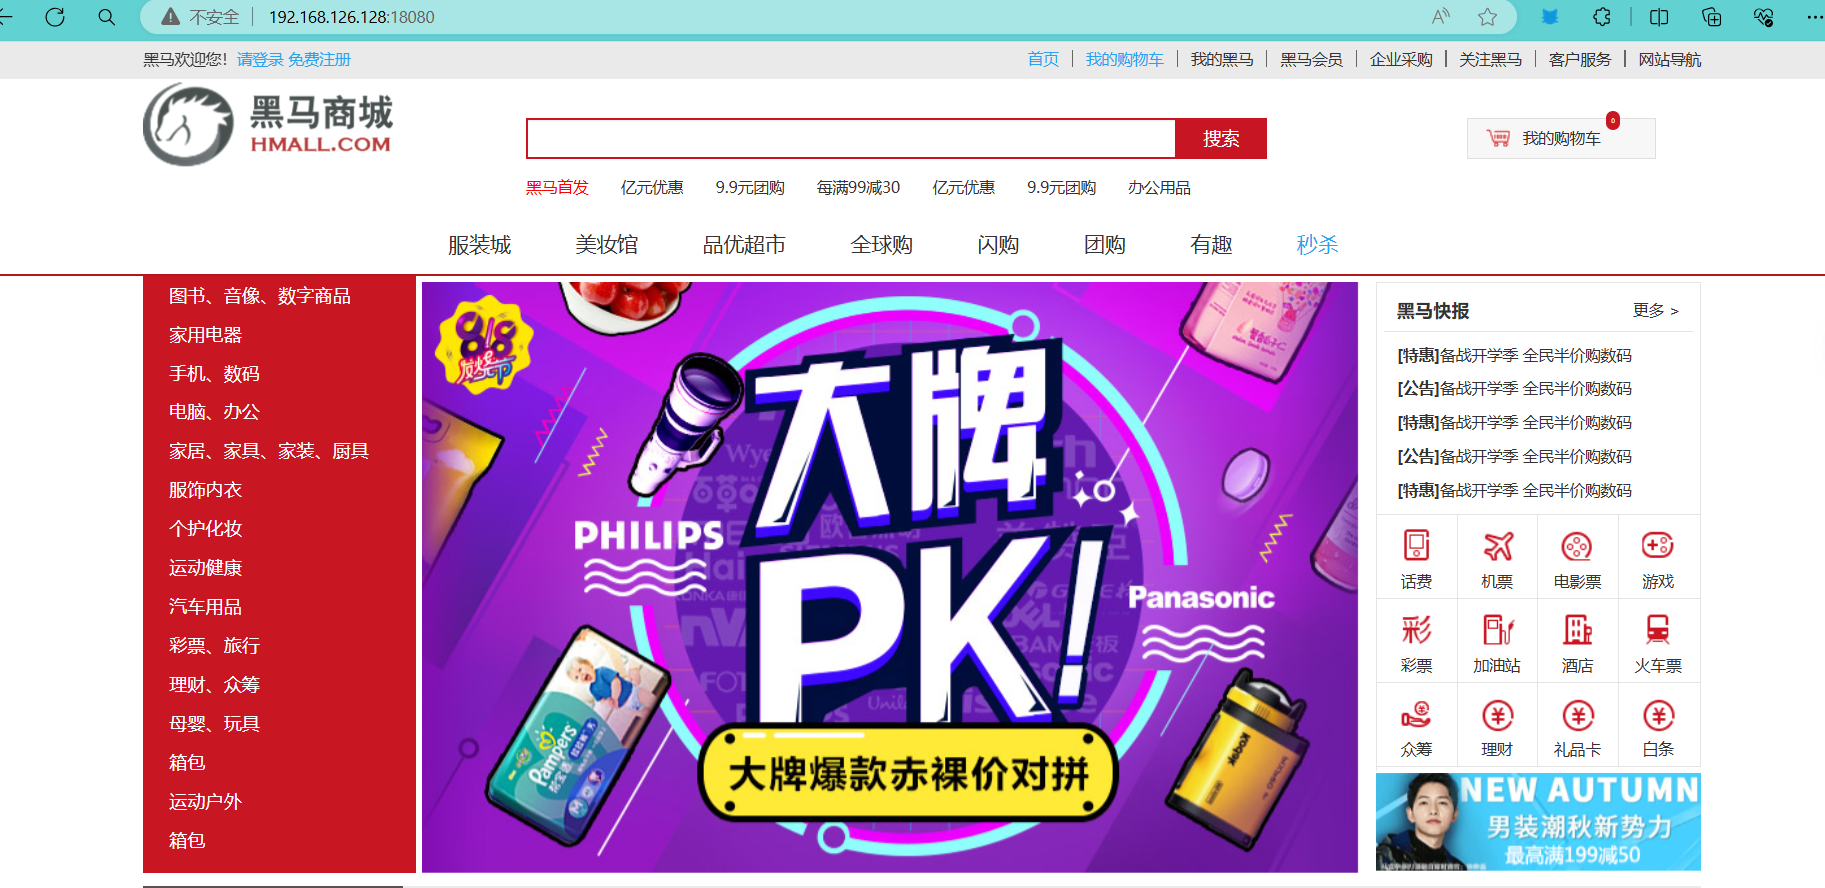 不安全 192.168.126.128:18080
黑马欢迎您! 请登录 免费注册
首页 我的购物车 我的黑马 黑马会员 企业采购 关注黑马 客户服务 网站导航
黑马商城
HMALL.COM
搜索
0
我的购物车
黑马首发 亿元优惠 9.9元团购 每满99减30 亿元优惠 9.9元团购 办公用品
服装城 美妆馆 品优超市 全球购 闪购 团购 有趣 秒杀
图书、音像、数字商品
家用电器
手机、数码
电脑、办公
家居、家具、家装、厨具
服饰内衣
个护化妆
运动健康
汽车用品
彩票、旅行
理财、众筹
母婴、玩具
箱包
运动户外
箱包
818
大牌
PK!
PHILIPS
Panasonic
Pampers
Kodak
大牌爆款赤裸价对拼
黑马快报 更多 >
[特惠]备战开学季 全民半价购数码
[公告]备战开学季 全民半价购数码
[特惠]备战开学季 全民半价购数码
[公告]备战开学季 全民半价购数码
[特惠]备战开学季 全民半价购数码
话费 机票 电影票 游戏
彩票 加油站 酒店 火车票
众筹 理财 礼品卡 白条
NEW AUTUMN
男装潮秋新势力
最高满199减50